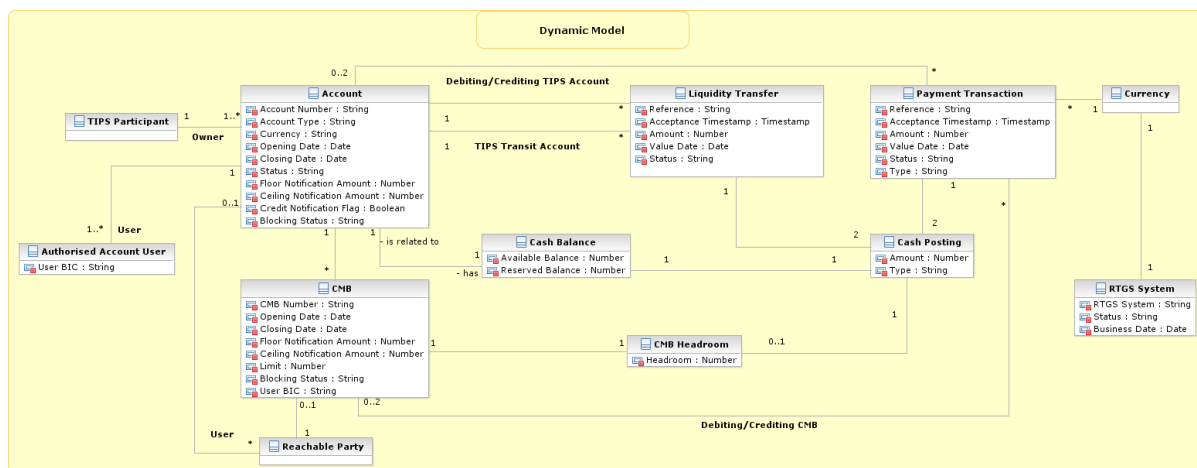 Dynamic Model
0..2
*
Debiting/Crediting TIPS Account
Account
Account Number : String
Account Type : String
Currency : String
Opening Date : Date
Closing Date : Date
Status : String
Floor Notification Amount : Number
Ceiling Notification Amount : Number
Credit Notification Flag : Boolean
Blocking Status : String
Liquidity Transfer
Reference : String
Acceptance Timestamp : Timestamp
Amount : Number
Value Date : Date
Status : String
Payment Transaction
Reference : String
Acceptance Timestamp : Timestamp
Amount : Number
Value Date : Date
Status : String
Type : String
Currency
*
1
1
TIPS Participant
1
1..*
Owner
1
*
*
1
TIPS Transit Account
1
0..1
1..*
User
Authorised Account User
User BIC : String
1
1
- is related to
1
- has
*
Cash Balance
Available Balance : Number
Reserved Balance : Number
1
1
1
2
1
2
*
Cash Posting
Amount : Number
Type : String
1
RTGS System
RTGS System : String
Status : String
Business Date : Date
CMB
CMB Number : String
Opening Date : Date
Closing Date : Date
Floor Notification Amount : Number
Ceiling Notification Amount : Number
Limit : Number
Blocking Status : String
User BIC : String
1
1
CMB Headroom
Headroom : Number
0..1
1
0..1
0..2
Debiting/Crediting CMB
User
*
1
Reachable Party